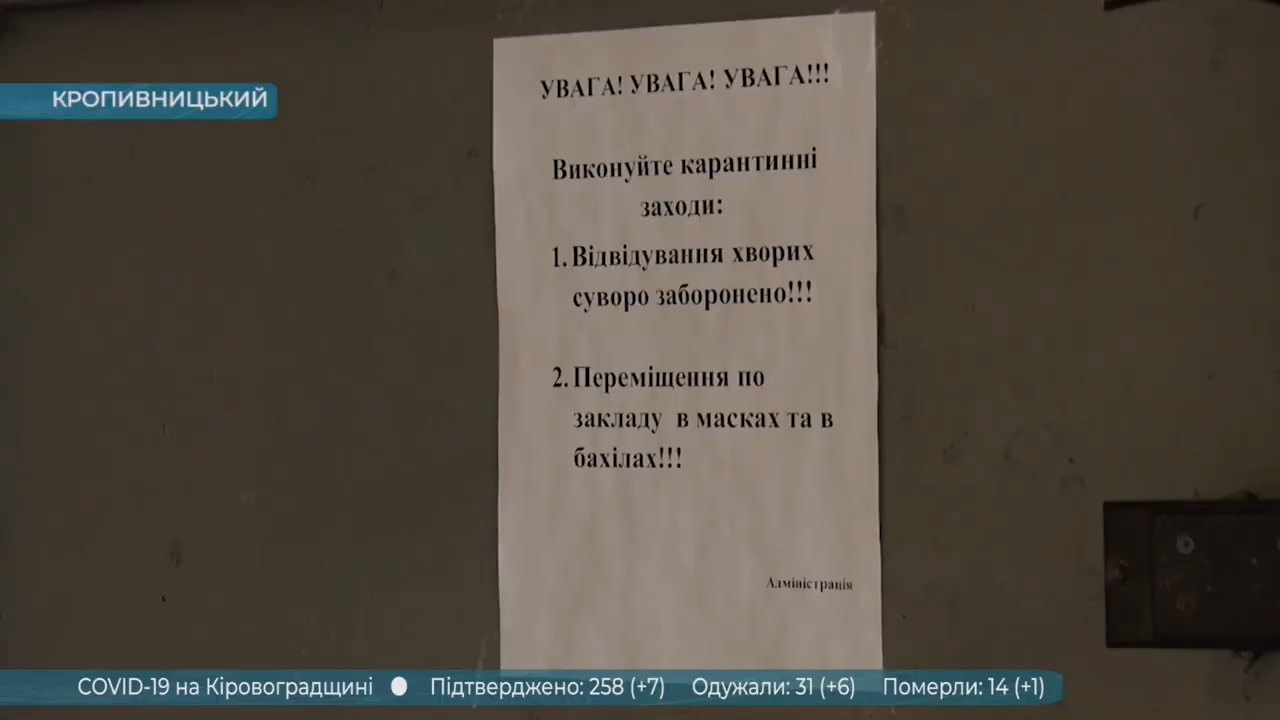 КРОПИВНИЦЬКИЙ
УВАГА! УВАГА! УВАГА!!!
Виконуйте карантинні
заходи:
1. Відвідування хворих
суворо заборонено!!!
2. Переміщення по
закладу в масках та в
бахілах!!!
Адміністрація
COVID-19 на Кіровоградщині Підтверджено: 258 (+7) Одужали: 31 (+6) Померли: 14 (+1)